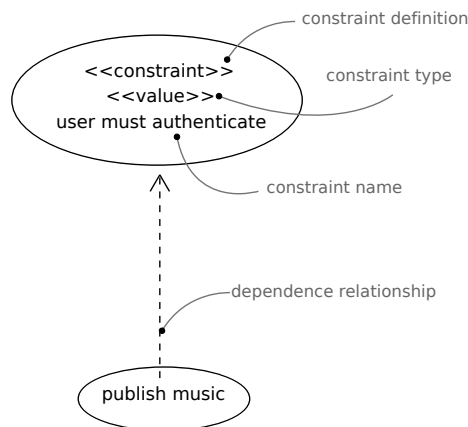 constraint definition
<<constraint>>
<<value>>
constraint type
user must authenticate
constraint name
dependence relationship
publish music